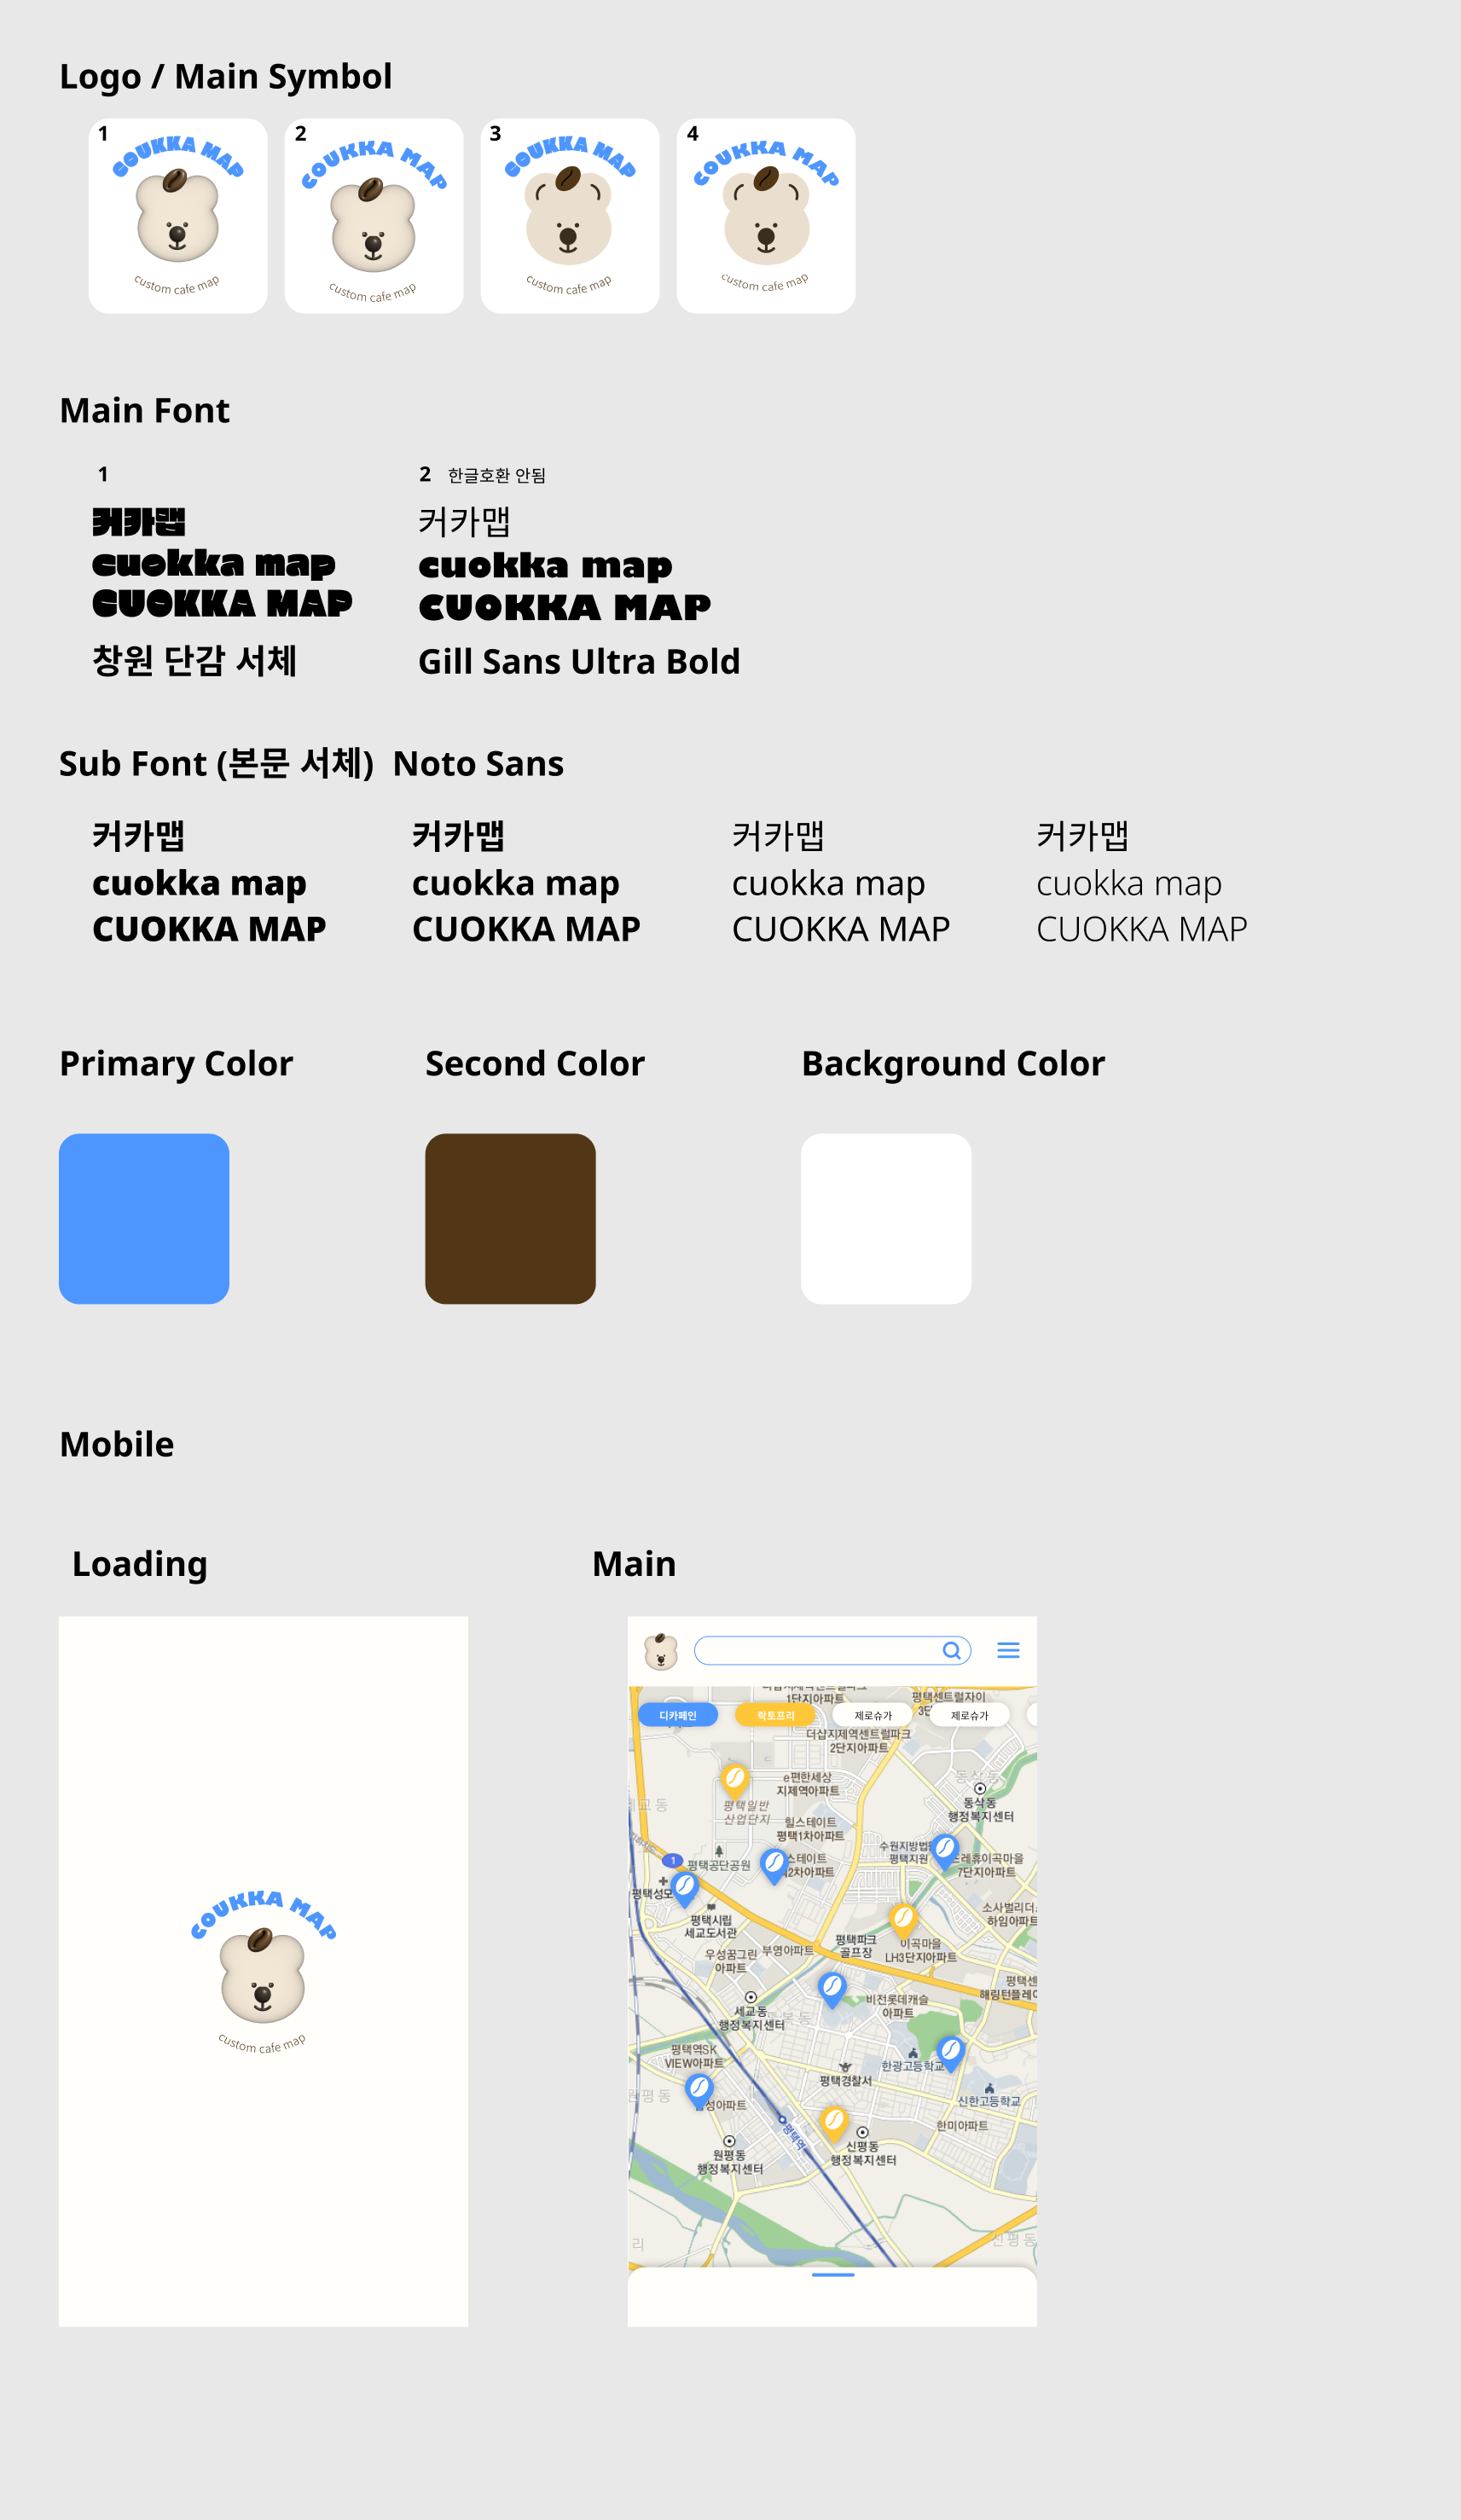 Logo / Main Symbol
1
COUKKA MAP
custom cafe map
2
COUKKA MAP
custom cafe map
3
COUKKA MAP
custom cafe map
4
COUKKA MAP
custom cafe map
Main Font
1
커카맵
cuokka map
CUOKKA MAP
창원 단감 서체
2 한글호환 안됨
커카맵
cuokka map
CUOKKA MAP
Gill Sans Ultra Bold
Sub Font (본문 서체) Noto Sans
커카맵
cuokka map
CUOKKA MAP
커카맵
cuokka map
CUOKKA MAP
커카맵
cuokka map
CUOKKA MAP
커카맵
cuokka map
CUOKKA MAP
Primary Color
Second Color
Background Color
Mobile
Loading
Main
COUKKA MAP
custom cafe map
1단지아파트
평택센트럴자이
디카페인
락토프리
제로슈가
제로슈가
더샵지제역센트럴파크
2단지아파트
e편한세상
지제역아파트
동삭동
동삭동
행정복지센터
평택일반
산업단지
힐스테이트
평택1차아파트
수원지방법원
평택지원
1
평택공단공원
스테이트
2차아파트
이곡마을
7단지아파트
평택성모
평택시립
세교도서관
소사벌리더
하임아파트
우성꿈그린
아파트
부영아파트
평택파크
골프장
이곡마을
LH3단지아파트
평택센
해링턴플레이
세교동
행정복지센터
비전롯데캐슬
아파트
평택역SK
VIEW아파트
평택경찰서
한광고등학교
신한고등학교
원평동
성아파트
한미아파트
평택역
원평동
행정복지센터
신평동
행정복지센터
신평동
리